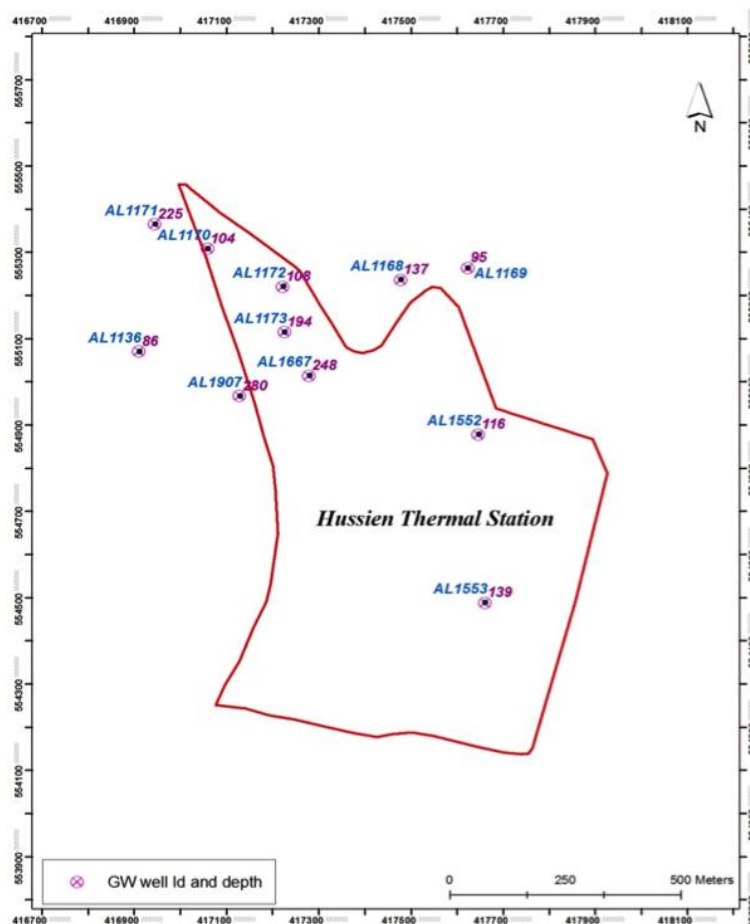 416700 416900 417100 417300 417500 417700 417900 418100
555700
N
555500
AL1171 225
AL1170 104
95
555300
AL1168 137
AL1169
AL1172 108
AL1173 194
555100
AL1136 86
AL1667 248
AL1907 280
554900
AL1552 116
554700
Hussien Thermal Station
554500
AL1553 139
554300
554100
553900
GW well Id and depth
0 250 500 Meters
416700 416900 417100 417300 417500 417700 417900 418100